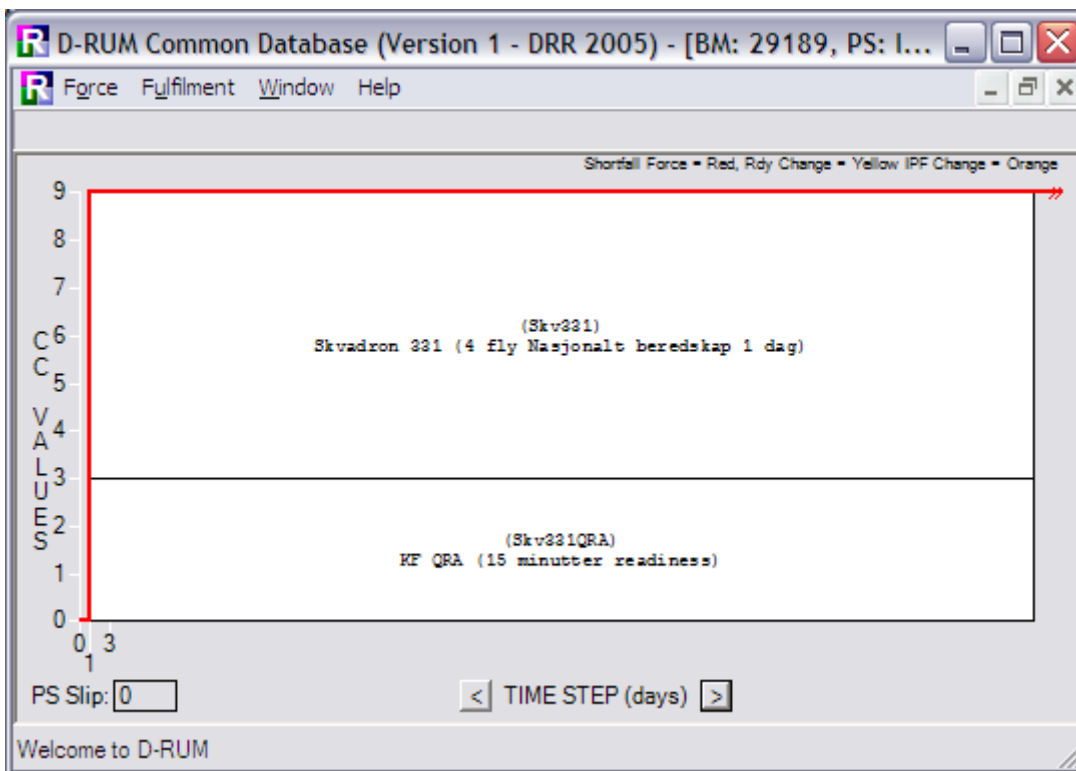 D-RUM Common Database (Version 1 - DRR 2005) - [BM: 29189, PS: I...
Force Fulfilment Window Help
Shortfall Force = Red, Rdy Change = Yellow IPF Change = Orange
9
8
7
6
5
4
3
2
1
0
CC VALUES
(Skv331)
Skvadron 331 (4 fly Nasjonalt beredskap 1 dag)
(Skv331QRA)
KF QRA (15 minutter readiness)
0 1 3
PS Slip: 0 < TIME STEP (days) >
Welcome to D-RUM